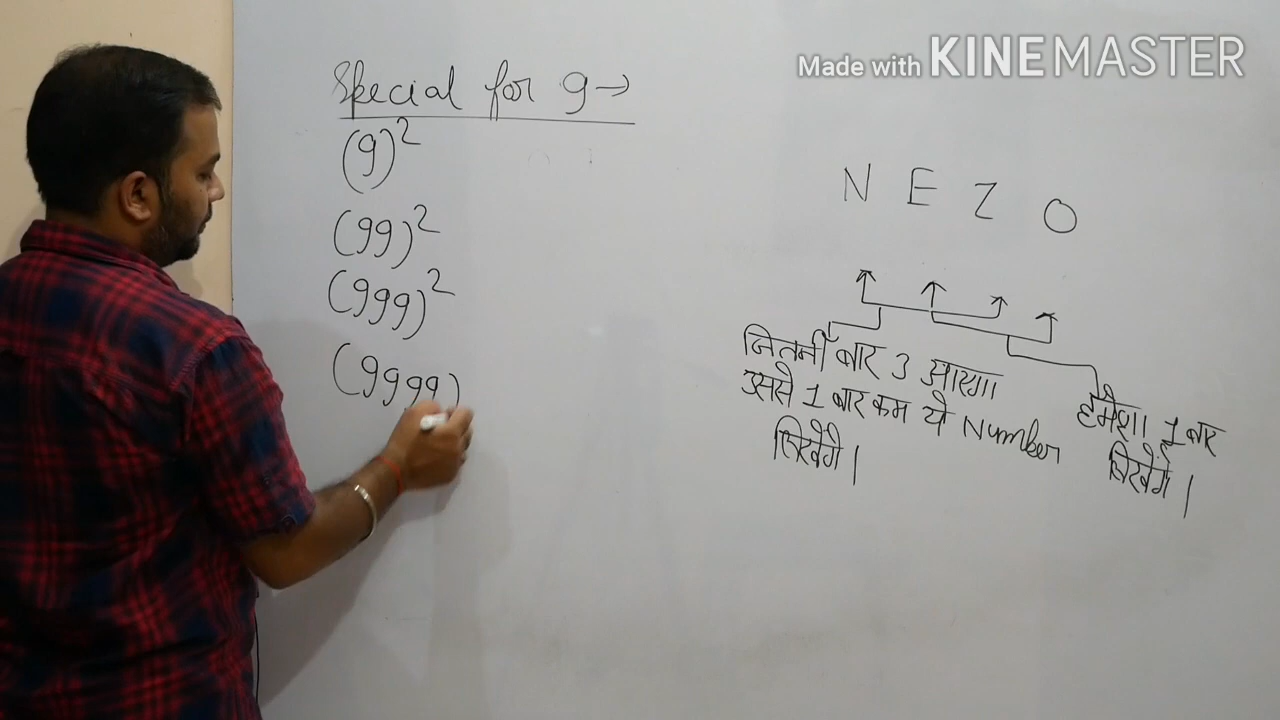 Made with KINEMASTER
Special for 9→
(9)²
(99)²
(999)²
(9999)
N E Z O
जितनी बार 3 आएगा
उससे 1 बार कम ये Number
लिखेंगे।
हमेशा 1 बार
लिखेंगे।